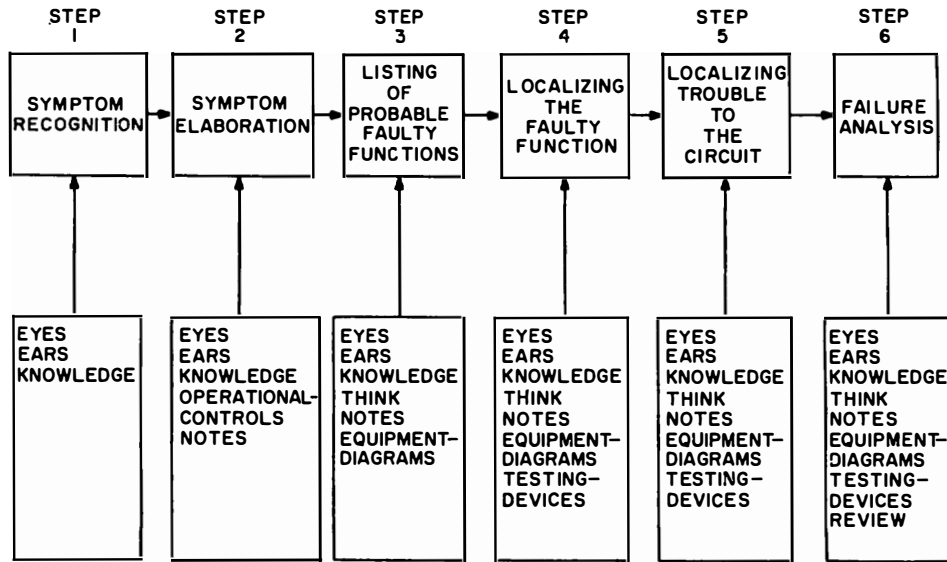 STEP
1
STEP
2
STEP
3
STEP
4
STEP
5
STEP
6
SYMPTOM
RECOGNITION
SYMPTOM
ELABORATION
LISTING
OF
PROBABLE
FAULTY
FUNCTIONS
LOCALIZING
THE
FAULTY
FUNCTION
LOCALIZING
TROUBLE
TO
THE
CIRCUIT
FAILURE
ANALYSIS
EYES
EARS
KNOWLEDGE
EYES
EARS
KNOWLEDGE
OPERATIONAL-
CONTROLS
NOTES
EYES
EARS
KNOWLEDGE
THINK
NOTES
EQUIPMENT-
DIAGRAMS
EYES
EARS
KNOWLEDGE
THINK
NOTES
EQUIPMENT-
DIAGRAMS
TESTING-
DEVICES
EYES
EARS
KNOWLEDGE
THINK
NOTES
EQUIPMENT-
DIAGRAMS
TESTING-
DEVICES
EYES
EARS
KNOWLEDGE
THINK
NOTES
EQUIPMENT-
DIAGRAMS
TESTING-
DEVICES
REVIEW